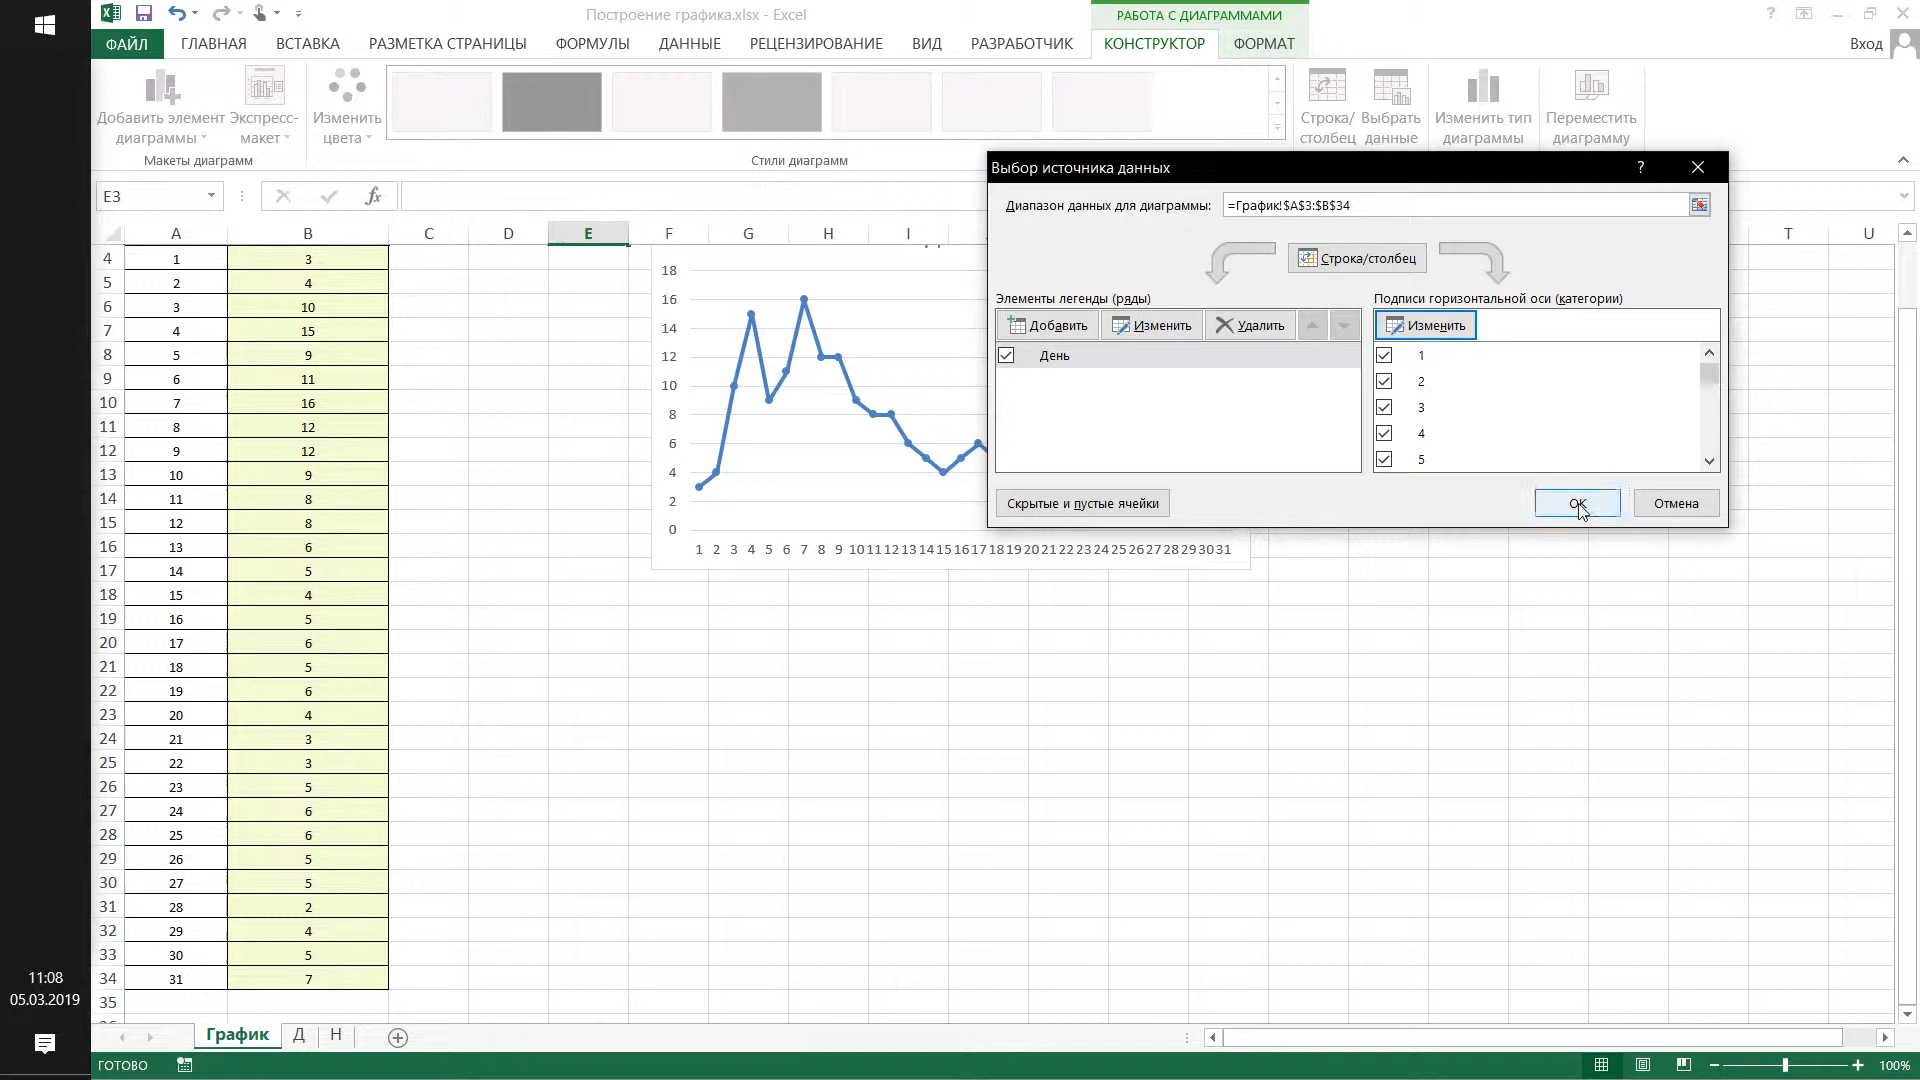 Построение графика.xlsx - Excel
РАБОТА С ДИАГРАММАМИ
?
ФАЙЛ ГЛАВНАЯ ВСТАВКА РАЗМЕТКА СТРАНИЦЫ ФОРМУЛЫ ДАННЫЕ РЕЦЕНЗИРОВАНИЕ ВИД РАЗРАБОТЧИК КОНСТРУКТОР ФОРМАТ Вход
Добавить элемент диаграммы
Экспресс-макет
Изменить цвета
Строка/столбец
Выбрать данные
Изменить тип диаграммы
Переместить диаграмму
Макеты диаграмм
Стили диаграмм
Выбор источника данных ?
E3 fx
Диапазон данных для диаграммы: =График!$A$3:$B$34
Строка/столбец
Элементы легенды (ряды)
Подписи горизонтальной оси (категории)
Добавить Изменить Удалить
Изменить
День
1
2
3
4
5
Скрытые и пустые ячейки
ОК Отмена
A B C D E F G H I T U
4 1 3
5 2 4
6 3 10
7 4 15
8 5 9
9 6 11
10 7 16
11 8 12
12 9 12
13 10 9
14 11 8
15 12 8
16 13 6
17 14 5
18 15 4
19 16 5
20 17 6
21 18 5
22 19 6
23 20 4
24 21 3
25 22 3
26 23 5
27 24 6
28 25 6
29 26 5
30 27 5
31 28 2
32 29 4
33 30 5
34 31 7
35
18
16
14
12
10
8
6
4
2
0
1 2 3 4 5 6 7 8 9 10 11 12 13 14 15 16 17 18 19 20 21 22 23 24 25 26 27 28 29 30 31
11:08
05.03.2019
График Д Н
ГОТОВО
100%